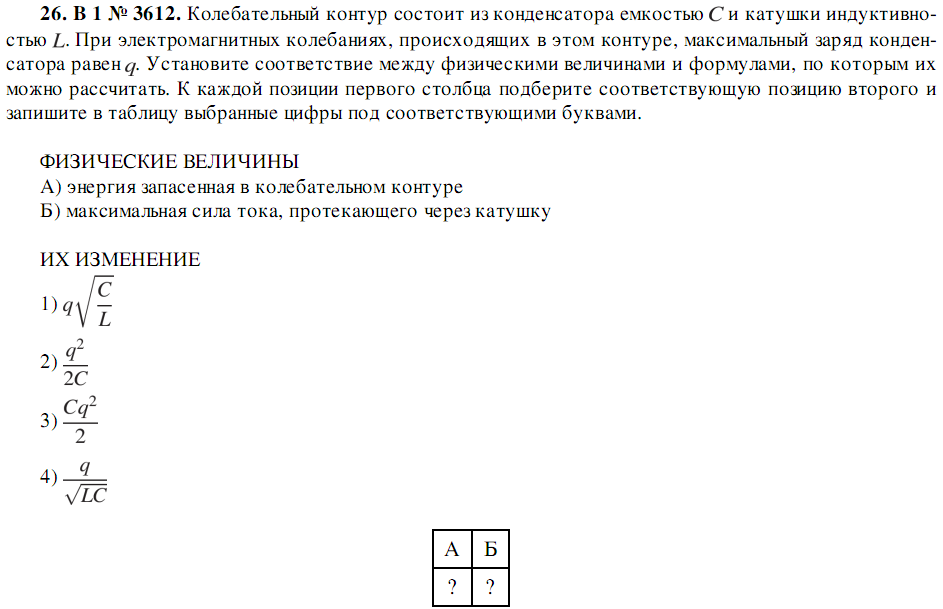 26. В 1 № 3612. Колебательный контур состоит из конденсатора емкостью C и катушки индуктивно-
стью L. При электромагнитных колебаниях, происходящих в этом контуре, максимальный заряд конден-
сатора равен q. Установите соответствие между физическими величинами и формулами, по которым их
можно рассчитать. К каждой позиции первого столбца подберите соответствующую позицию второго и
запишите в таблицу выбранные цифры под соответствующими буквами.
ФИЗИЧЕСКИЕ ВЕЛИЧИНЫ
А) энергия запасенная в колебательном контуре
Б) максимальная сила тока, протекающего через катушку
ИХ ИЗМЕНЕНИЕ
1) q√(C/L)
2) q²/2C
3) Cq²/2
4) q/√LC
А Б
? ?